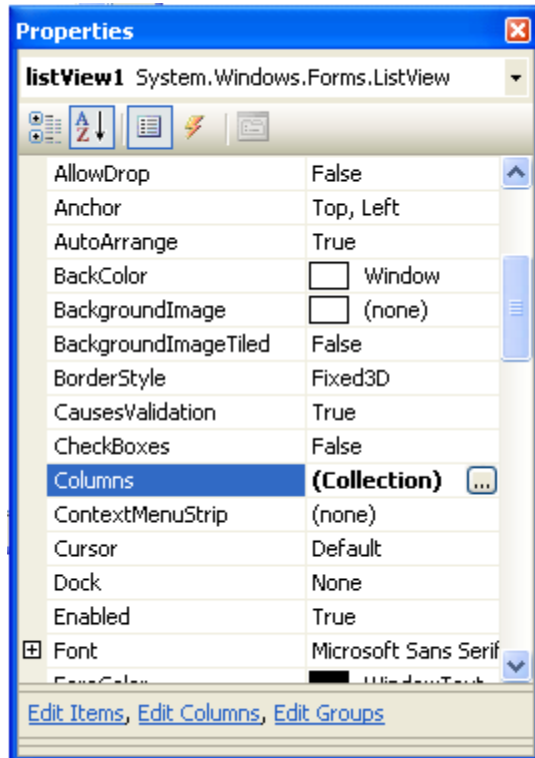 Properties
listView1 System.Windows.Forms.ListView
AllowDrop False
Anchor Top, Left
AutoArrange True
BackColor Window
BackgroundImage (none)
BackgroundImageTiled False
BorderStyle Fixed3D
CausesValidation True
CheckBoxes False
Columns (Collection) ...
ContextMenuStrip (none)
Cursor Default
Dock None
Enabled True
Font Microsoft Sans Serif
ForeColor WindowText
Edit Items, Edit Columns, Edit Groups